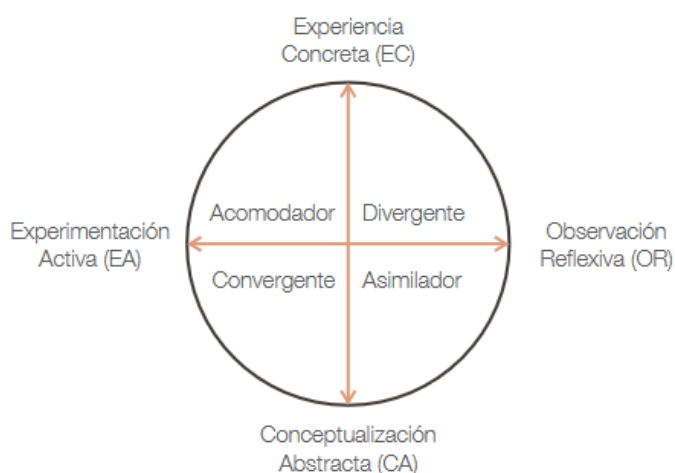 Experiencia
Concreta (EC)
Acomodador
Divergente
Experimentación
Activa (EA)
Observación
Reflexiva (OR)
Convergente
Asimilador
Conceptualización
Abstracta (CA)